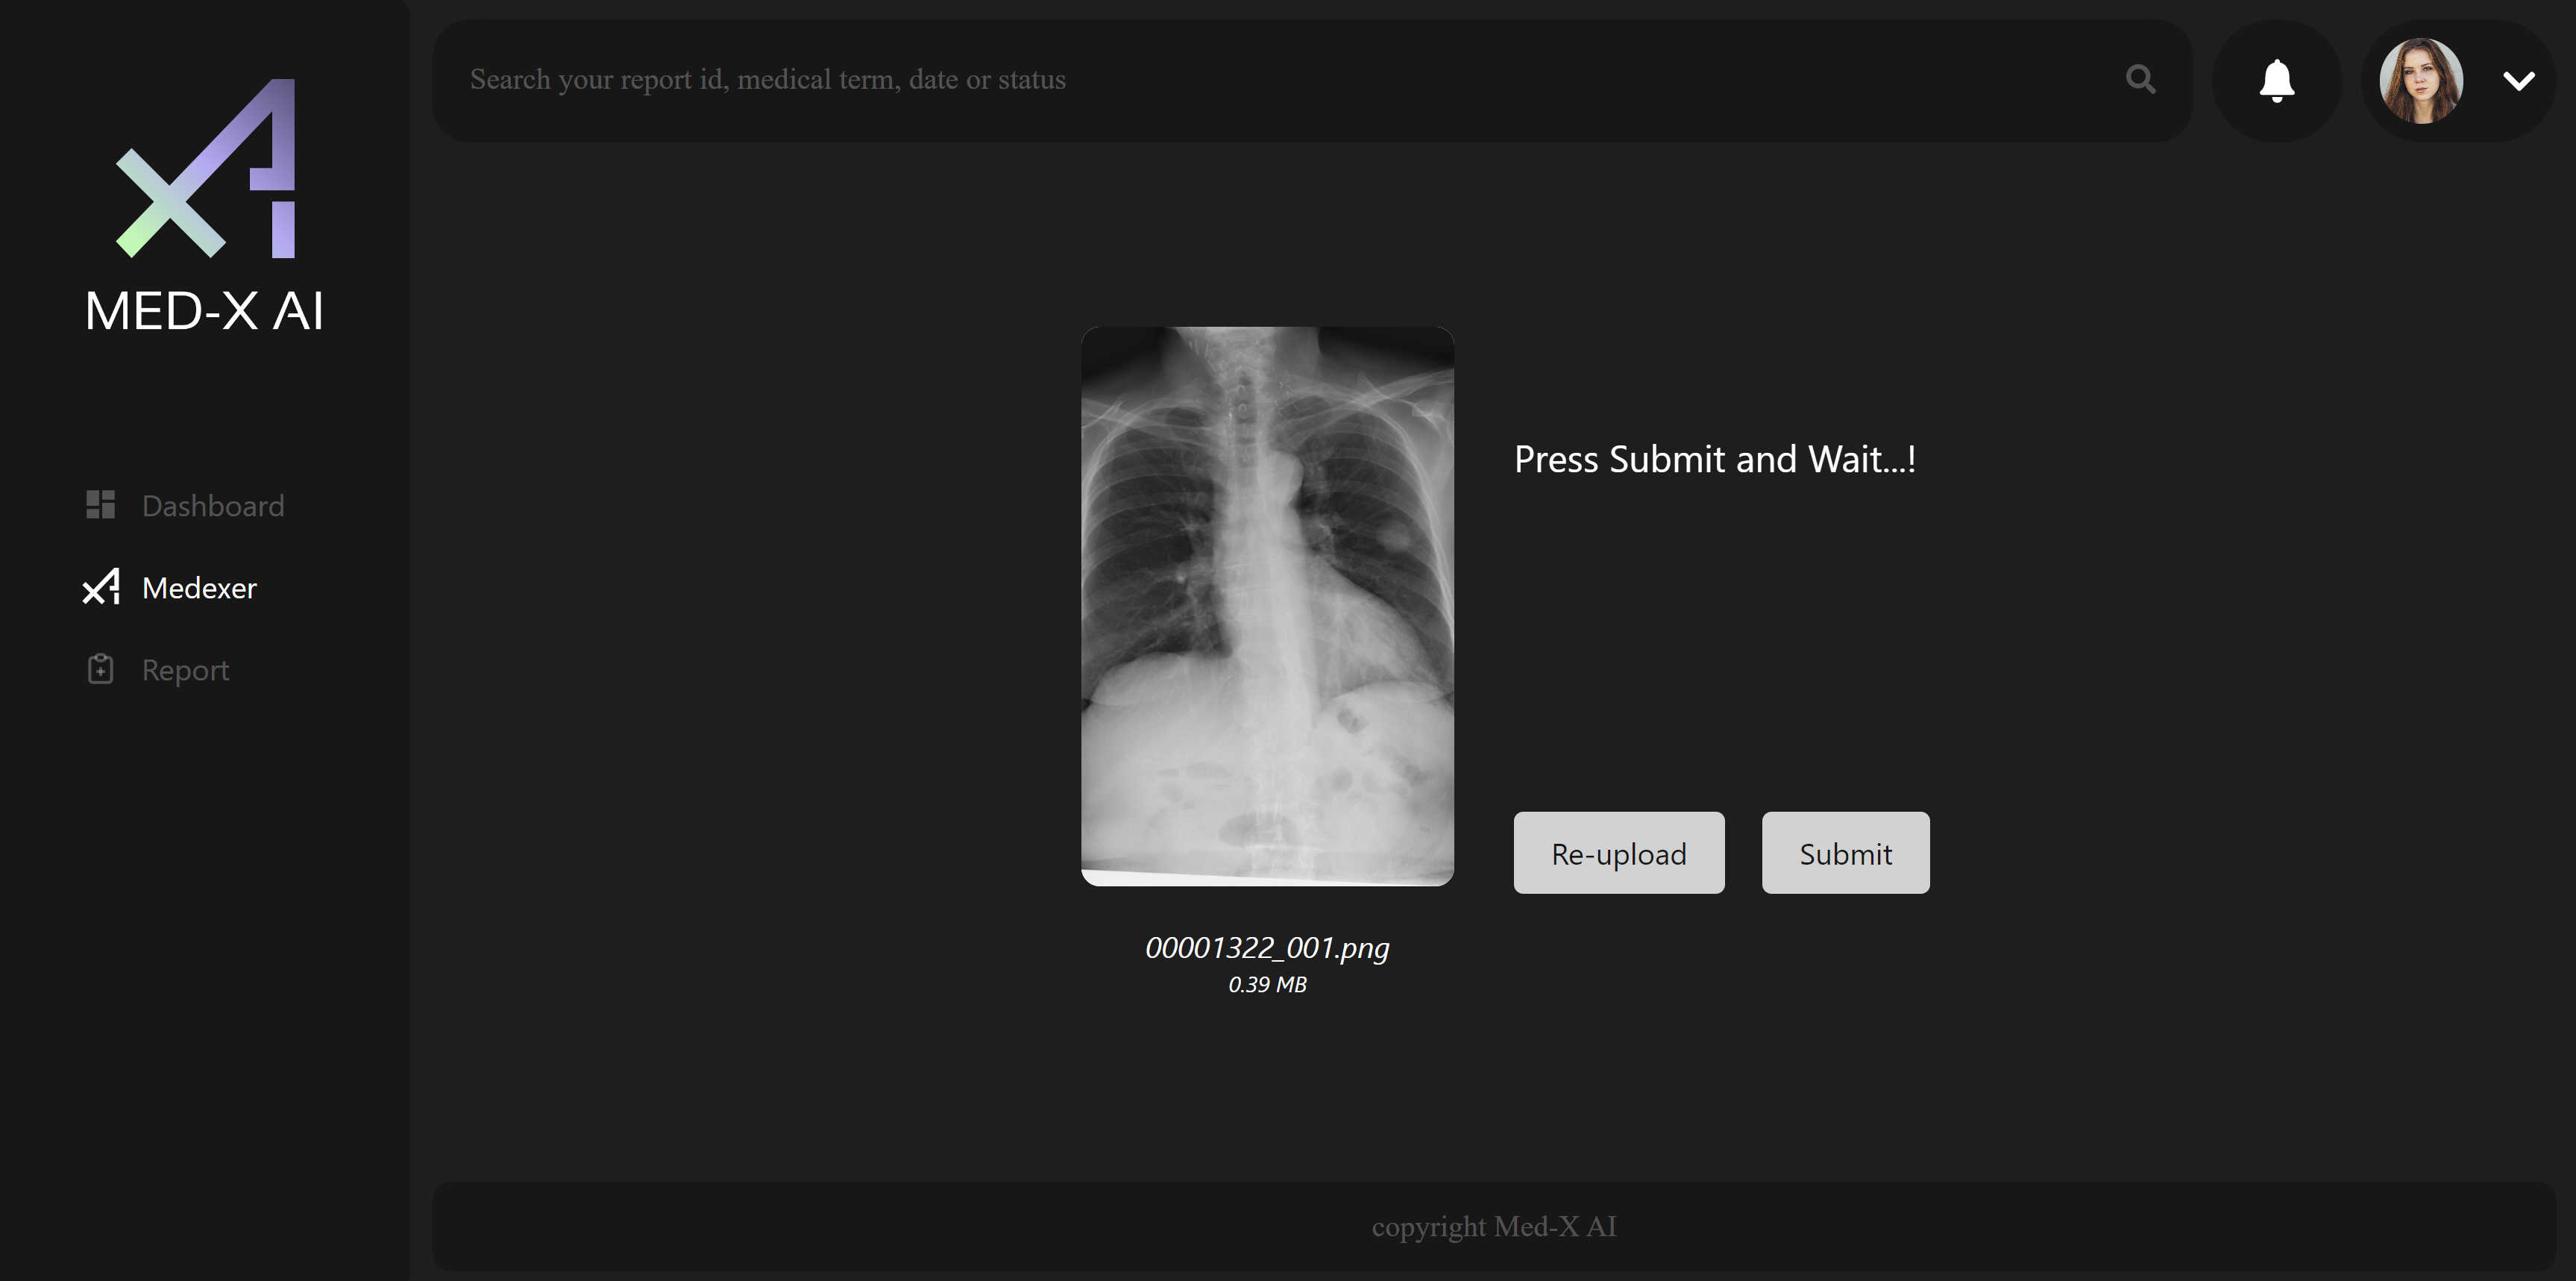 MED-X AI
Dashboard
Medexer
Report
Search your report id, medical term, date or status
Press Submit and Wait...!
Re-upload
Submit
00001322_001.png
0.39 MB
copyright Med-X AI